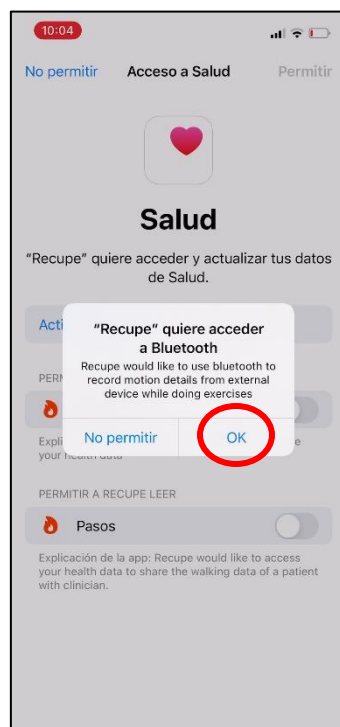 10:04
No permitir Acceso a Salud Permitir
Salud
"Recupe" quiere acceder y actualizar tus datos
de Salud.
Acti
"Recupe" quiere acceder
a Bluetooth
Recupe would like to use bluetooth to
record motion details from external
device while doing exercises
No permitir OK
PER
Expli
e
your health data
PERMITIR A RECUPE LEER
Pasos
Explicación de la app: Recupe would like to access
your health data to share the walking data of a patient
with clinician.